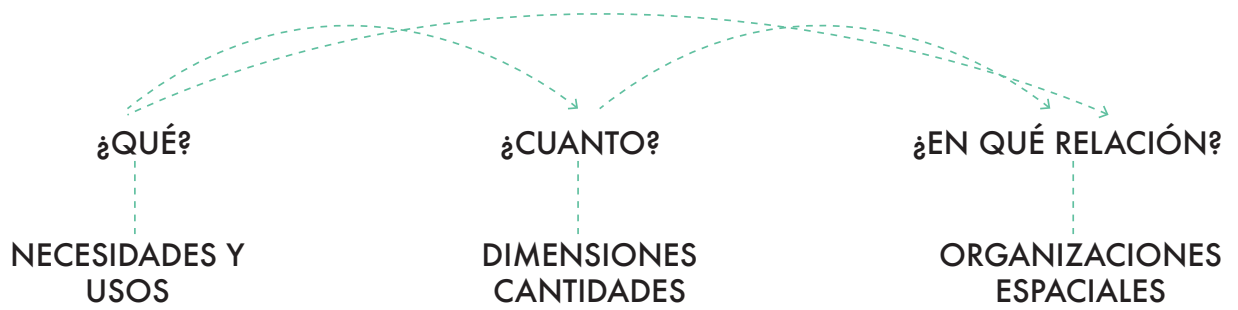 ¿QUÉ?
¿CUANTO?
¿EN QUÉ RELACIÓN?
NECESIDADES Y
USOS
DIMENSIONES
CANTIDADES
ORGANIZACIONES
ESPACIALES